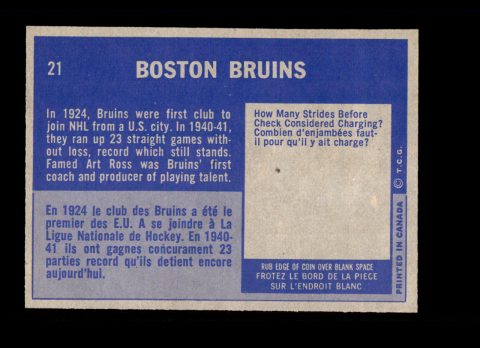 21
BOSTON BRUINS
In 1924, Bruins were first club to
join NHL from a U.S. city. In 1940-41,
they ran up 23 straight games with-
out loss, record which still stands.
Famed Art Ross was Bruins' first
coach and producer of playing talent.
En 1924 le club des Bruins a été le
premier des E.U. A se joindre à La
Ligue Nationale de Hockey. En 1940-
41 ils ont gagnes concurament 23
parties record qu'ils detient encore
aujourd'hui.
How Many Strides Before
Check Considered Charging?
Combien d'enjambées faut-
il pour qu'il y ait charge?
RUB EDGE OF COIN OVER BLANK SPACE
FROTEZ LE BORD DE LA PIECE
SUR L'ENDROIT BLANC
© T.C.G.
PRINTED IN CANADA